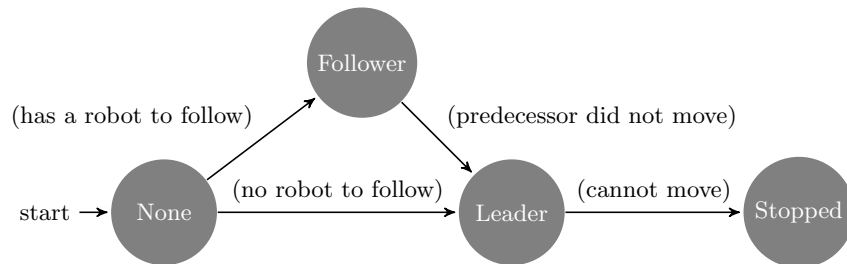 Follower
(has a robot to follow)
(predecessor did not move)
(no robot to follow)
(cannot move)
start
None
Leader
Stopped